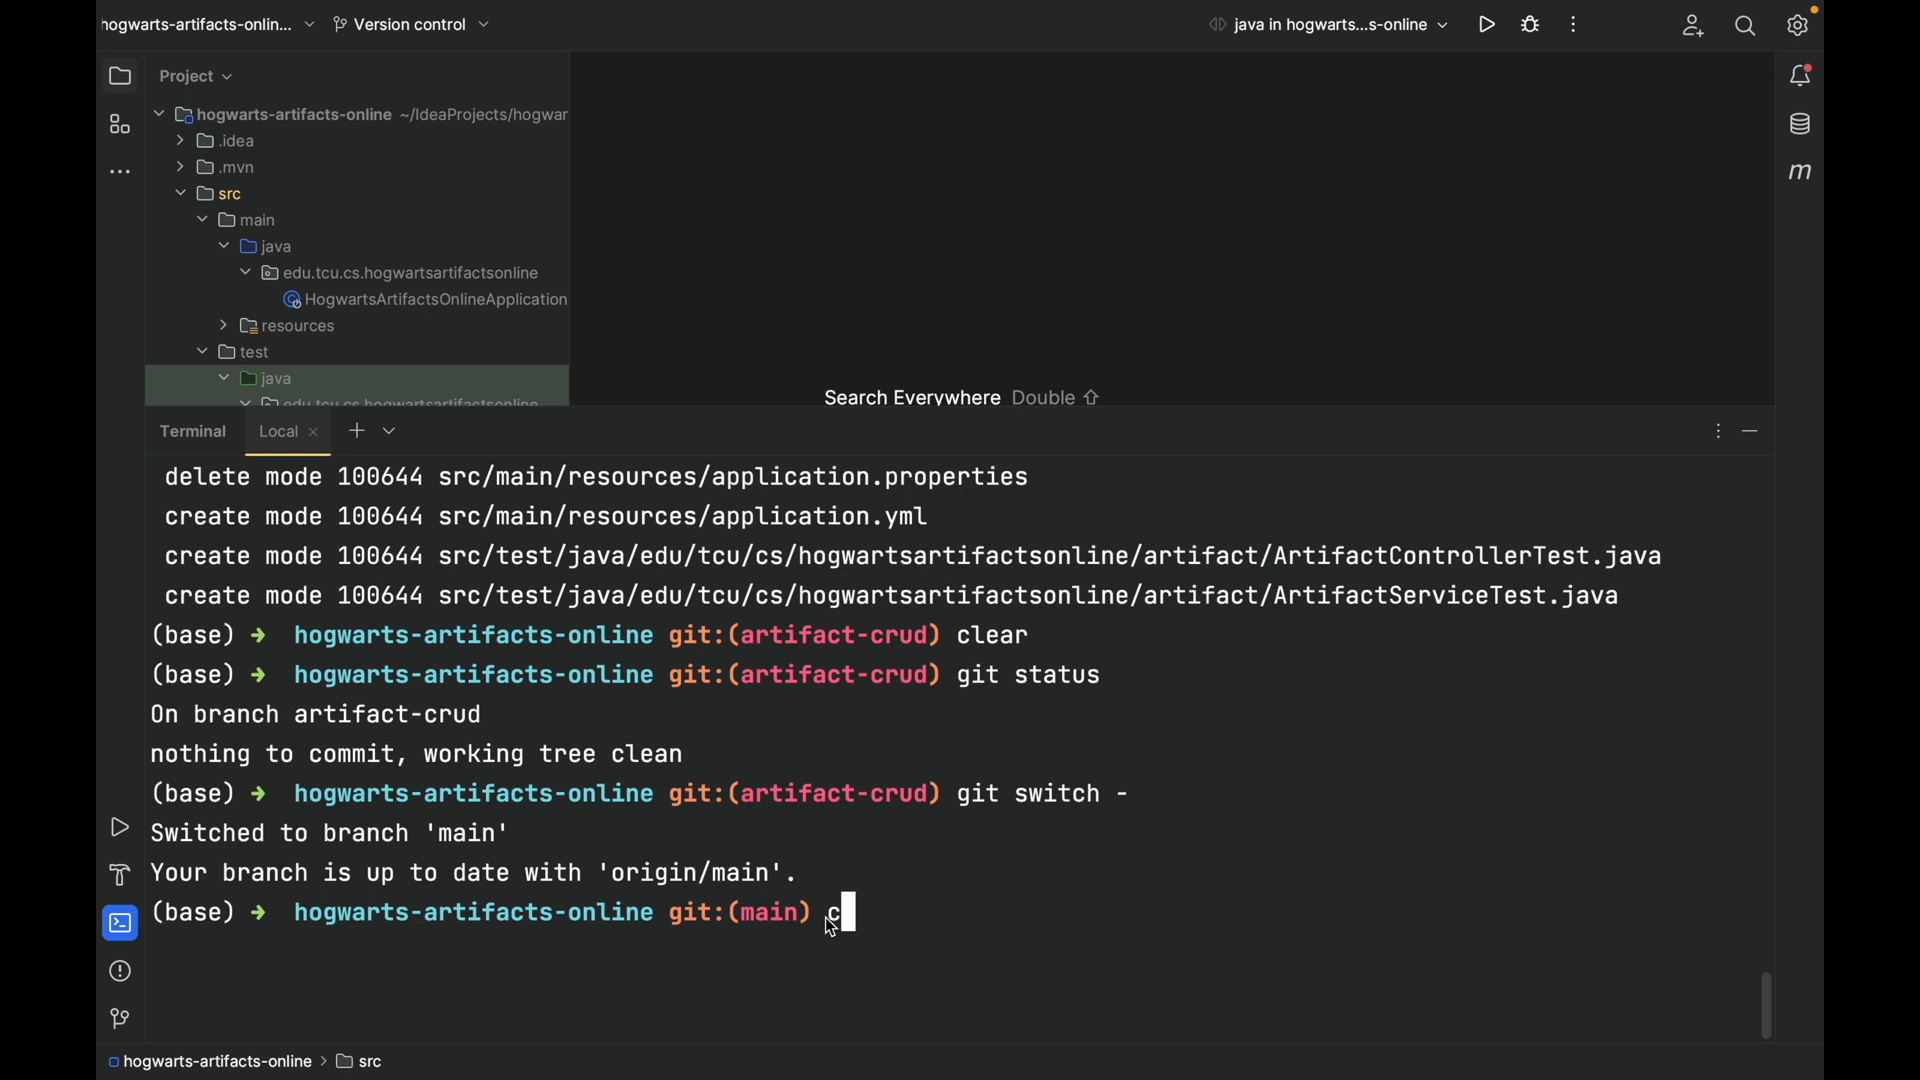 hogwarts-artifacts-onlin... Version control java in hogwarts...s-online
Project
hogwarts-artifacts-online ~/IdeaProjects/hogwar
.idea
.mvn
src
main
java
edu.tcu.cs.hogwartsartifactsonline
HogwartsArtifactsOnlineApplication
resources
test
java
edu.tcu.cs.hogwartsartifactsonline
Search Everywhere Double ⇧
m
Terminal Local
delete mode 100644 src/main/resources/application.properties
create mode 100644 src/main/resources/application.yml
create mode 100644 src/test/java/edu/tcu/cs/hogwartsartifactsonline/artifact/ArtifactControllerTest.java
create mode 100644 src/test/java/edu/tcu/cs/hogwartsartifactsonline/artifact/ArtifactServiceTest.java
(base) ➜ hogwarts-artifacts-online git:(artifact-crud) clear
(base) ➜ hogwarts-artifacts-online git:(artifact-crud) git status
On branch artifact-crud
nothing to commit, working tree clean
(base) ➜ hogwarts-artifacts-online git:(artifact-crud) git switch -
Switched to branch 'main'
Your branch is up to date with 'origin/main'.
(base) ➜ hogwarts-artifacts-online git:(main) c
hogwarts-artifacts-online > src